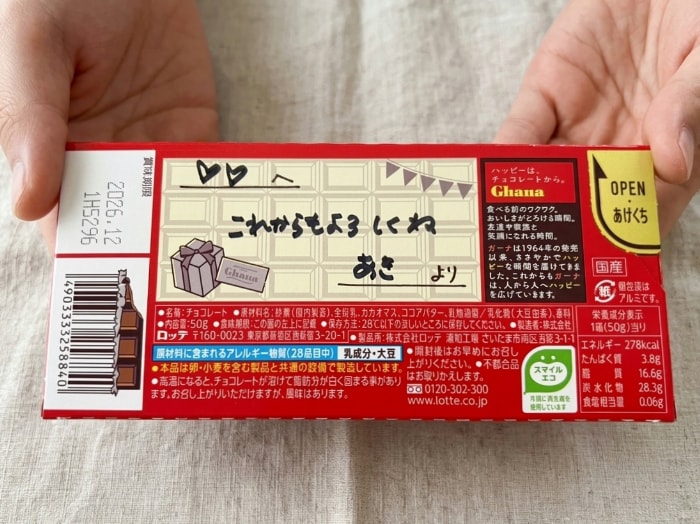 賞味期限
2026.12
1H5296
4903333258840
♡♡ へ
これからもよろしくね
あき より
Ghana
ハッピーは、
チョコレートから。
Ghana
食べる前のワクワク。
おいしさがとろける瞬間。
友達や家族と
笑顔になれる時間。
ガーナは1964年の発売
以来、ささやかでハッピ
ーな瞬間を届けてきま
した。これからもガーナ
は、人から人へハッピー
を広げていきます。
OPEN
・
あけくち
国産
紙
個包装は
アルミです。
●名称:チョコレート ●原材料名:砂糖(国内製造)、全粉乳、カカオマス、ココアバター、乳糖
●内容量:50g ●賞味期限:この面の左上に記載 ●保存方法:28℃以下の涼しいところに保存してください。 ●製造者:株式会社
ロッテ 〒160-0023 東京都新宿区西新宿3-20-1
製造所:株式会社ロッテ 浦和工場 さいたま市南区沼影3-1-1
原材料に含まれるアレルギー物質(28品目中) 乳成分・大豆
●本品は卵・小麦を含む製品と共通の設備で製造しています。
●高温になると、チョコレートが溶けて脂肪分が白く固まる事があり
ます。お召し上がりいただけますが、風味はおちます。
●開封後はお早めにお召し
上がりください。 ●不都合品
はお取りかえします。
0120-302-300
www.lotte.co.jp
スマイル
エコ
栄養成分表示
1箱(50g)当り
エネルギー 278kcal
たんぱく質 3.8g
脂質 16.6g
炭水化物 28.3g
食塩相当量 0.06g